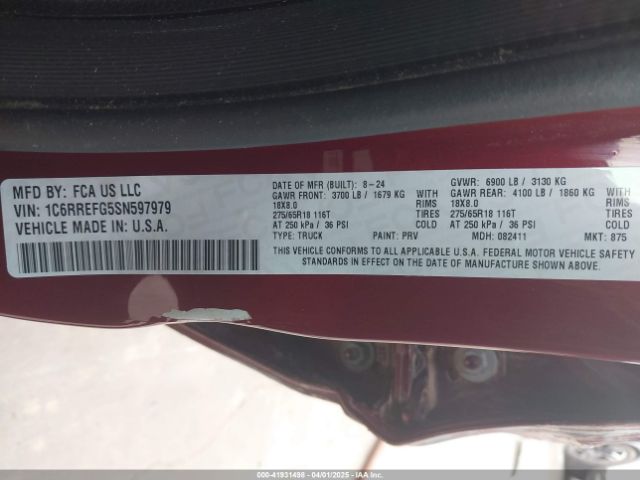 MFD BY: FCA US LLC
VIN: 1C6RREFG5SN597979
VEHICLE MADE IN: U.S.A.
DATE OF MFR (BUILT): 8-24 GVWR: 6900 LB / 3130 KG
GAWR FRONT: 3700 LB / 1679 KG WITH GAWR REAR: 4100 LB / 1860 KG WITH
18X8.0 RIMS 18X8.0 RIMS
275/65R18 116T TIRES 275/65R18 116T TIRES
AT 250 kPa / 36 PSI COLD AT 250 kPa / 36 PSI COLD
TYPE: TRUCK PAINT: PRV MDH: 082411 MKT: 875
THIS VEHICLE CONFORMS TO ALL APPLICABLE U.S.A. FEDERAL MOTOR VEHICLE SAFETY
STANDARDS IN EFFECT ON THE DATE OF MANUFACTURE SHOWN ABOVE.
000-41931498 04/01/2025 IAA, Inc. Copyright